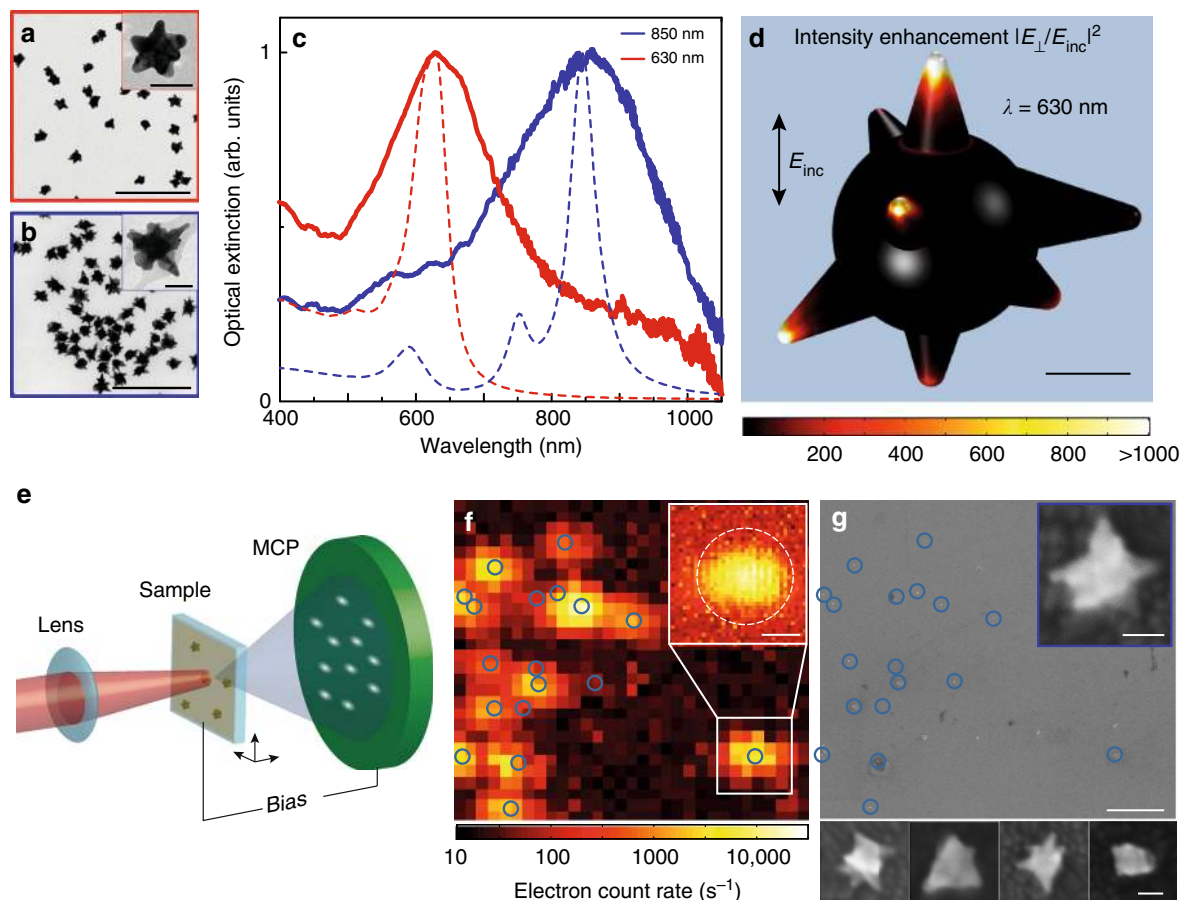 a
b
c
850 nm
630 nm
1
0
Optical extinction (arb. units)
400
600
800
1000
Wavelength (nm)
d
Intensity enhancement |E⊥/Einc|²
λ = 630 nm
Einc
200
400
600
800
>1000
e
MCP
Sample
Lens
Bias
f
10
100
1000
10,000
Electron count rate (s⁻¹)
g